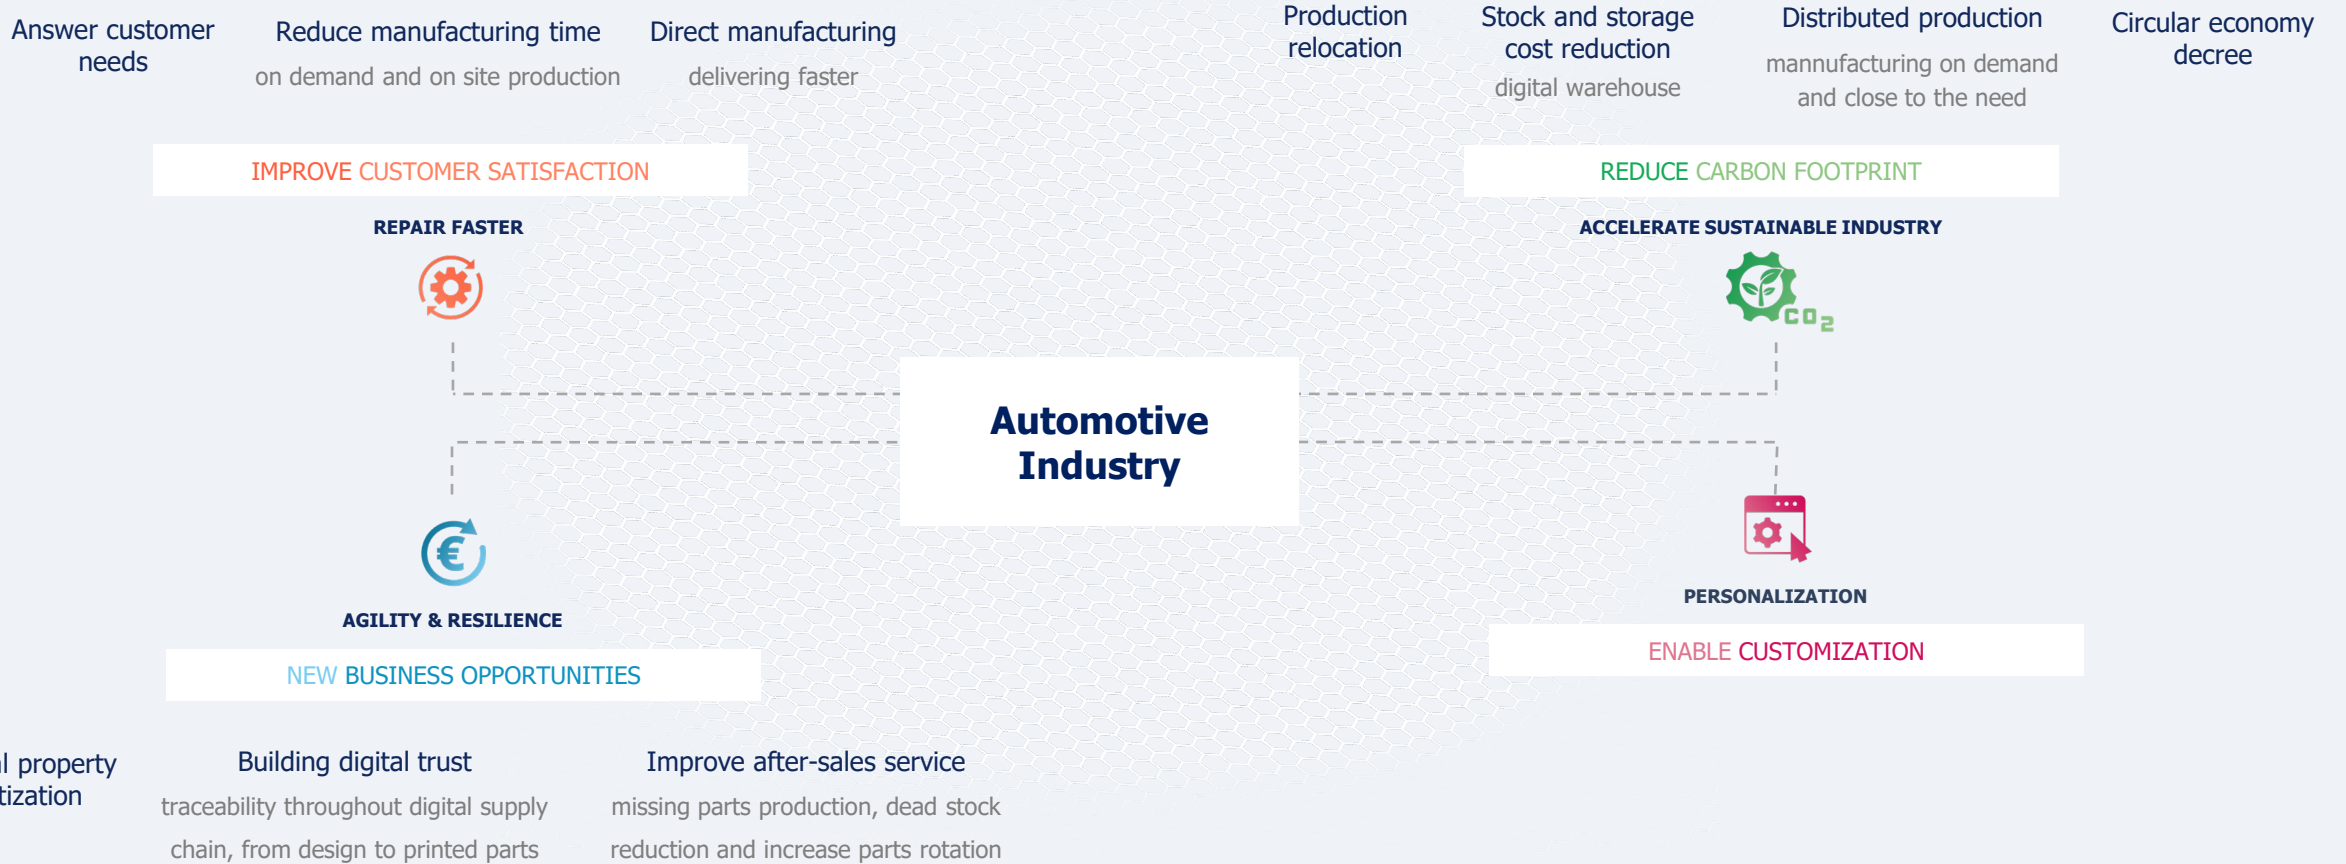 Answer customer
needs
Reduce manufacturing time
on demand and on site production
Direct manufacturing
delivering faster
Production
relocation
Stock and storage
cost reduction
digital warehouse
Distributed production
mannufacturing on demand
and close to the need
Circular economy
decree
IMPROVE CUSTOMER SATISFACTION
REPAIR FASTER
REDUCE CARBON FOOTPRINT
ACCELERATE SUSTAINABLE INDUSTRY
CO2
Automotive
Industry
€
AGILITY & RESILIENCE
NEW BUSINESS OPPORTUNITIES
PERSONALIZATION
ENABLE CUSTOMIZATION
property
Building digital trust
traceability throughout digital supply
chain, from design to printed parts
Improve after-sales service
missing parts production, dead stock
reduction and increase parts rotation